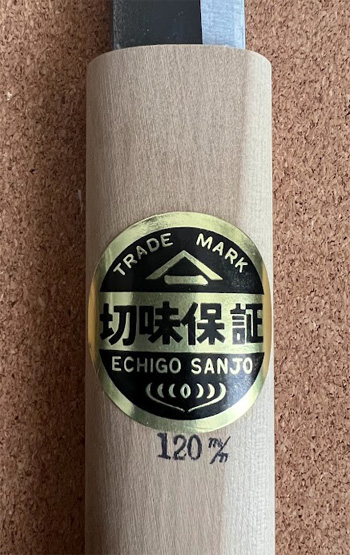 TRADE MARK
切味保証
ECHIGO SANJO
120 m/m